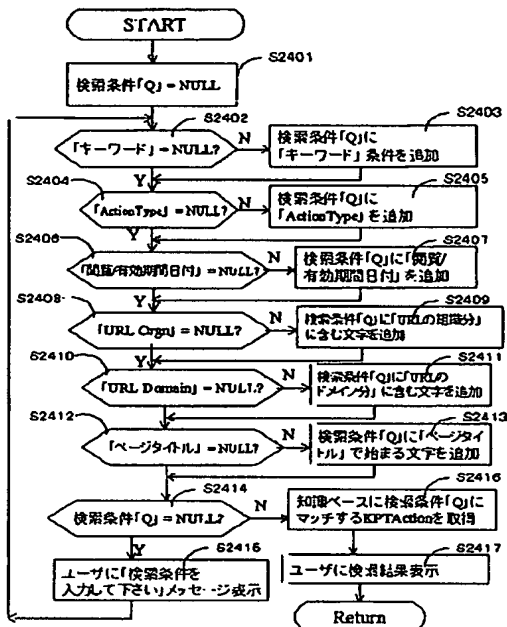 START
S2401
検索条件「Q」= NULL
S2402
「キーワード」= NULL?
N
Y
S2403
検索条件「Q」に
「キーワード」条件を追加
S2404
「ActionType」= NULL?
N
Y
S2405
検索条件「Q」に
「ActionType」を追加
S2406
「閲覧/有効期間日付」= NULL?
N
Y
S2407
検索条件「Q」に「閲覧/
有効期間日付」を追加
S2408
「URL Orgn」= NULL?
N
Y
S2409
検索条件「Q」に「URLの組織分」
に含む文字を追加
S2410
「URL Domain」= NULL?
N
S2411
検索条件「Q」に「URLの
ドメイン分」に含む文字を追加
S2412
「ページタイトル」= NULL?
N
S2413
検索条件「Q」に「ページタイ
トル」で始まる文字を追加
S2414
検索条件「Q」= NULL?
N
Y
S2416
知識ベースに検索条件「Q」に
マッチするKPTActionを取得
S2415
ユーザに「検索条件を
入力して下さい」メッセージ表示
S2417
ユーザに検索結果表示
Return